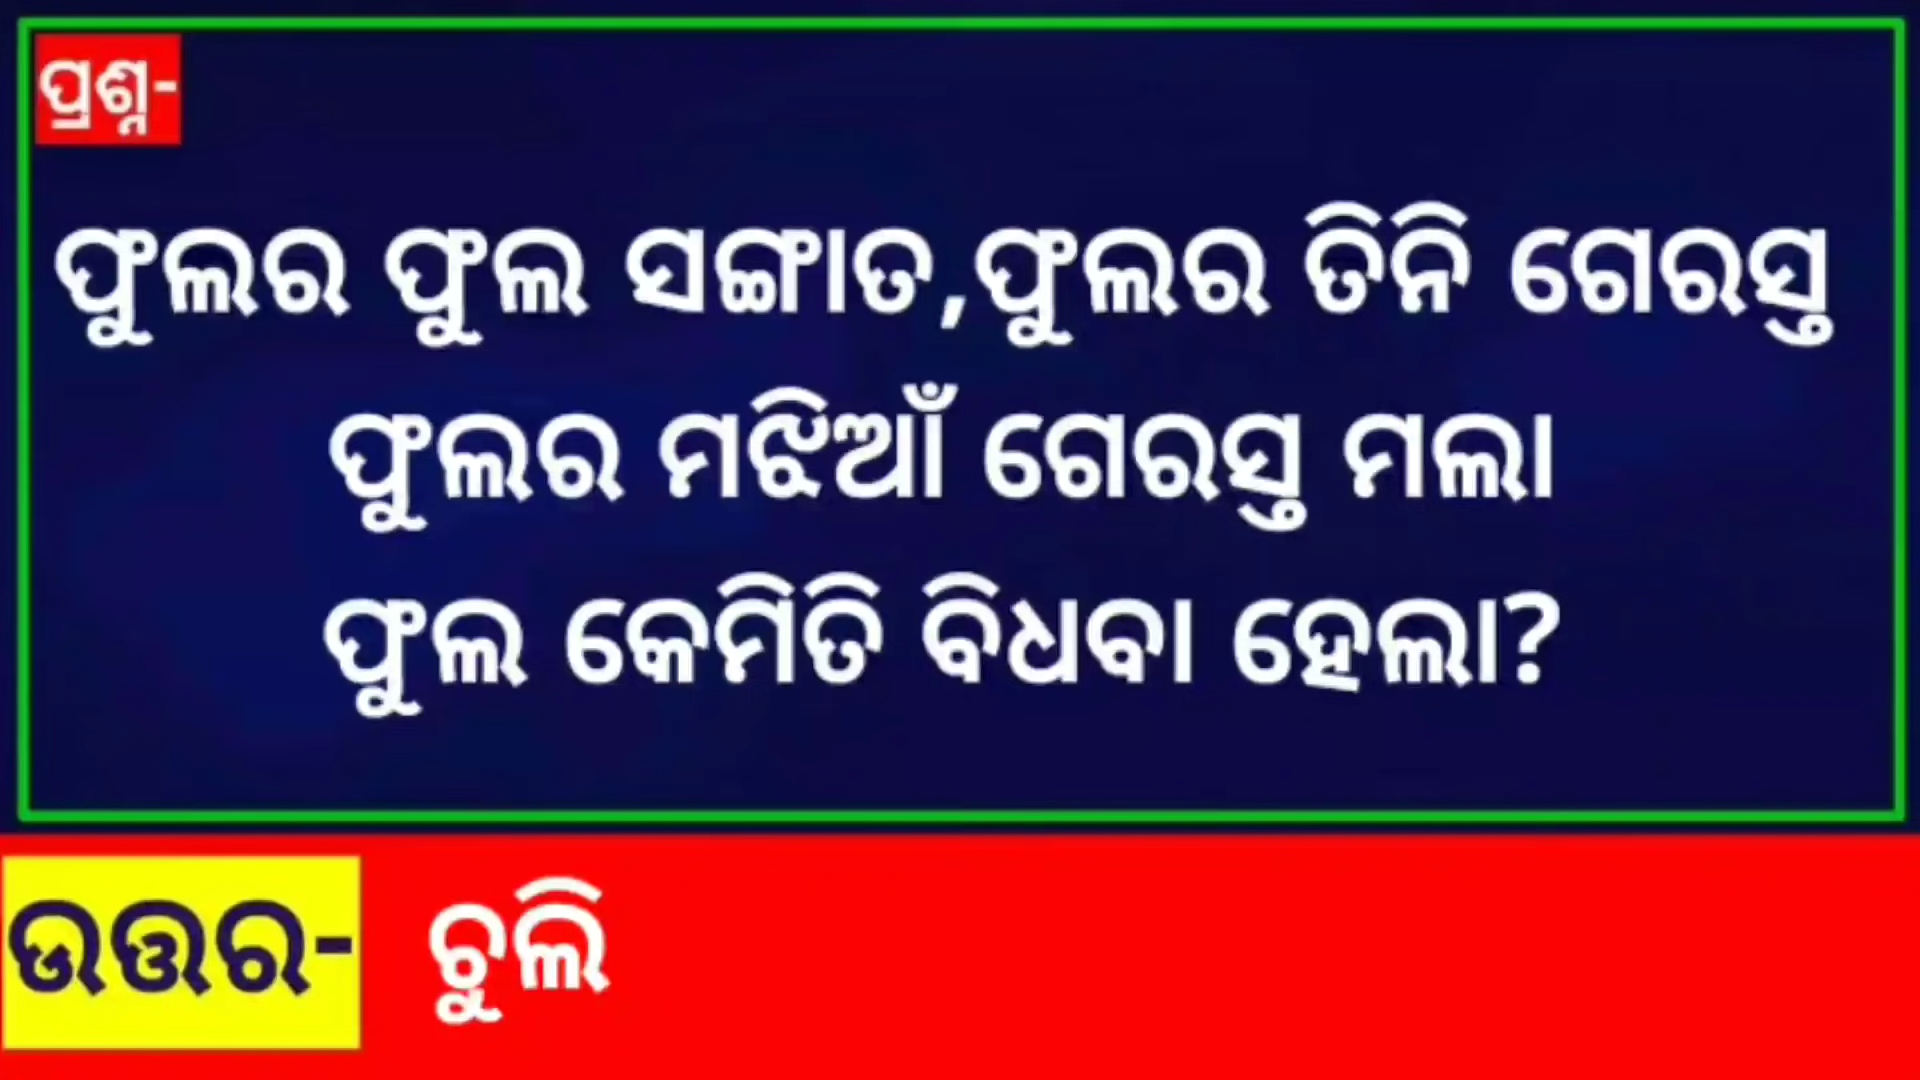 ପ୍ରଶ୍ନ-
ଫୁଲର ଫୁଲ ସଙ୍ଗାତ,ଫୁଲର ତିନି ଗେରସ୍ତ
ଫୁଲର ମଝିଆଁ ଗେରସ୍ତ ମଲା
ଫୁଲ କେମିତି ବିଧବା ହେଲା?
ଉତ୍ତର- ଚୁଲି